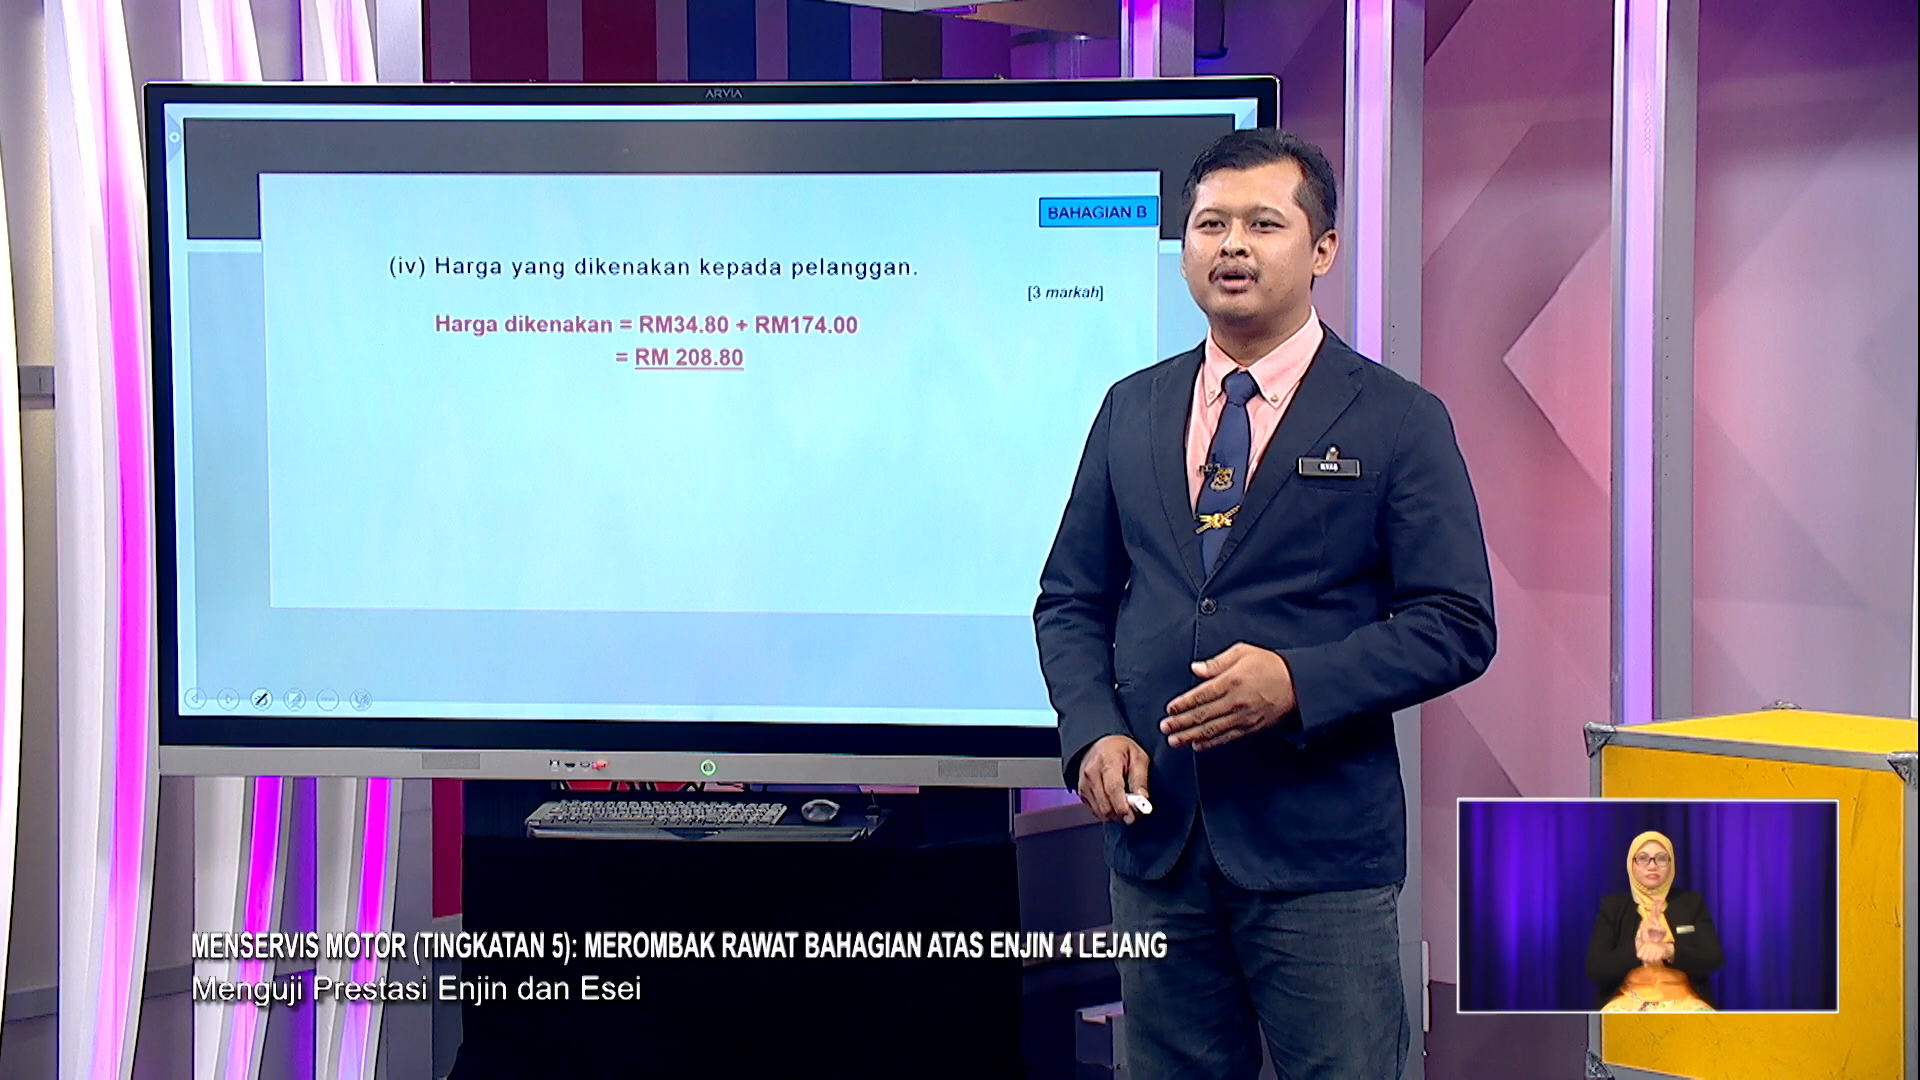 ARVIA
BAHAGIAN B
(iv) Harga yang dikenakan kepada pelanggan.
[3 markah]
Harga dikenakan = RM34.80 + RM174.00
= RM 208.80
MENSERVIS MOTOR (TINGKATAN 5): MEROMBAK RAWAT BAHAGIAN ATAS ENJIN 4 LEJANG
Menguji Prestasi Enjin dan Esei